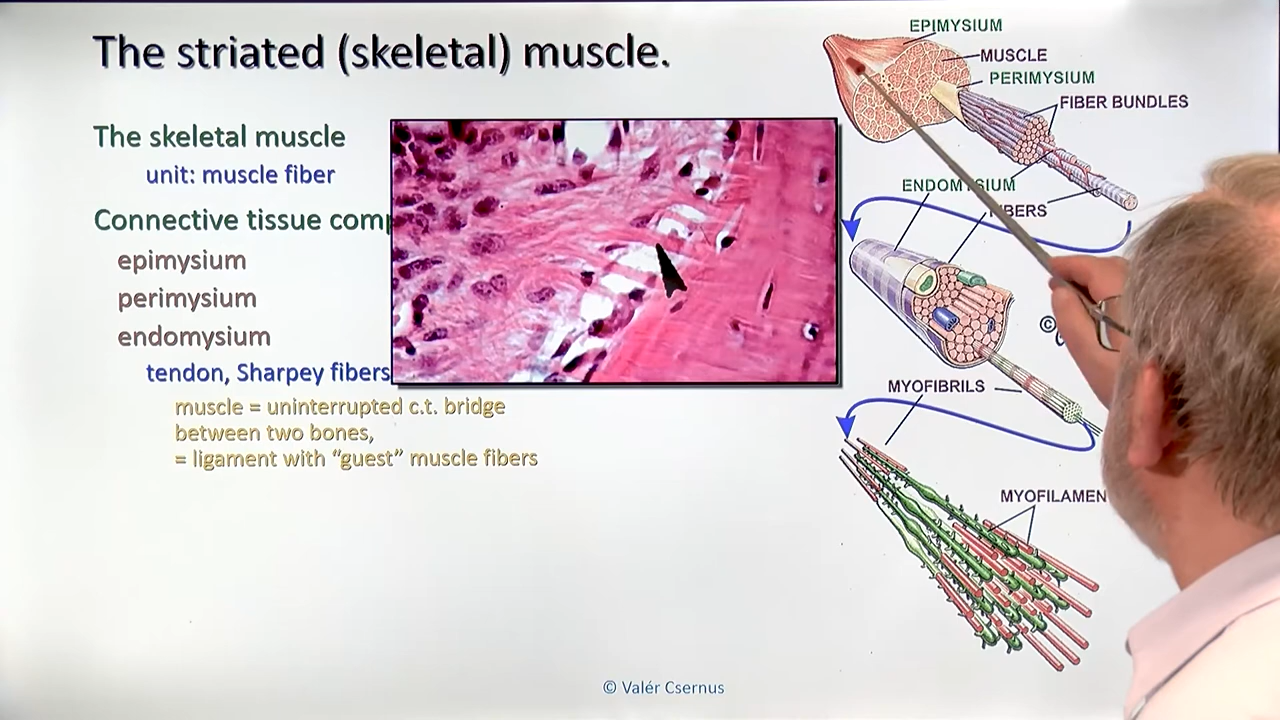 The striated (skeletal) muscle.
The skeletal muscle
unit: muscle fiber
Connective tissue comp
epimysium
perimysium
endomysium
tendon, Sharpey fibers
muscle = uninterrupted c.t. bridge
between two bones,
= ligament with “guest” muscle fibers
EPIMYSIUM
MUSCLE
PERIMYSIUM
FIBER BUNDLES
ENDOMYSIUM
FIBERS
©
MYOFIBRILS
MYOFILAMEN
© Valér Csernus